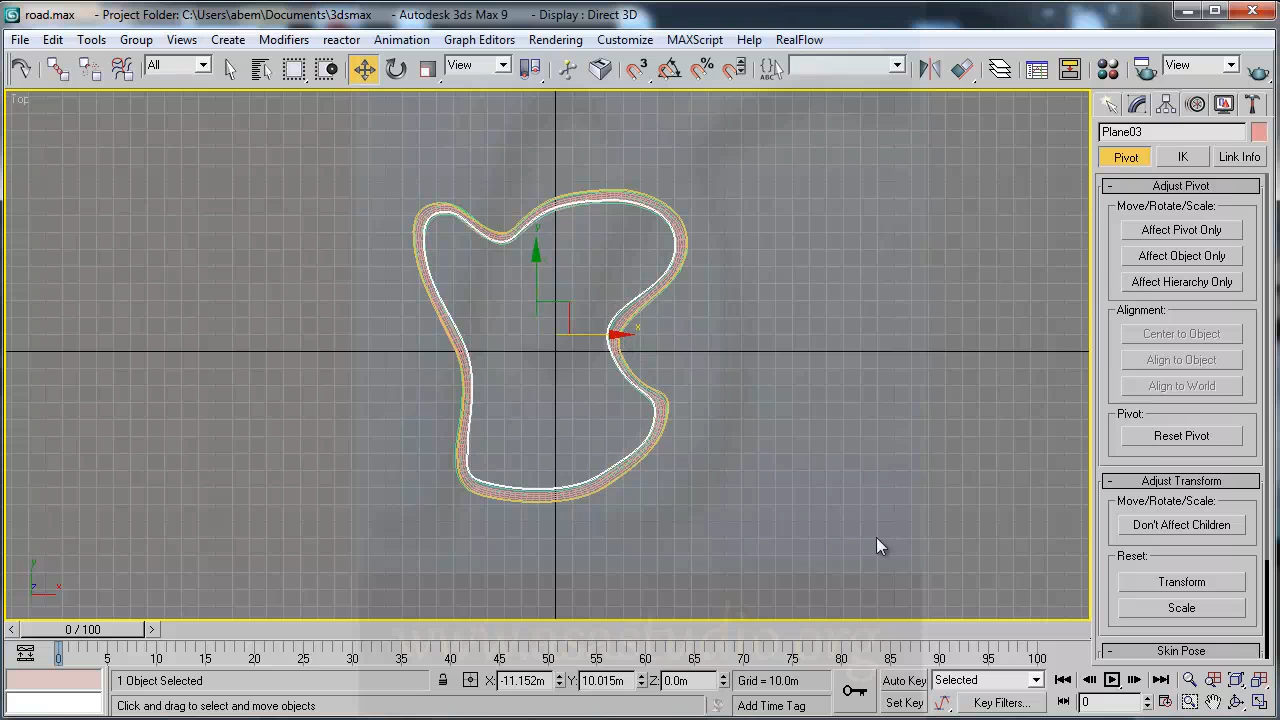 road.max - Project Folder: C:\Users\abem\Documents\3dsmax - Autodesk 3ds Max 9 - Display : Direct 3D
File Edit Tools Group Views Create Modifiers reactor Animation Graph Editors Rendering Customize MAXScript Help RealFlow
All View 3 % ABC View
Top
Plane03
Pivot IK Link Info
- Adjust Pivot
Move/Rotate/Scale:
Affect Pivot Only
Affect Object Only
Affect Hierarchy Only
Alignment:
Center to Object
Align to Object
Align to World
Pivot:
Reset Pivot
- Adjust Transform
Move/Rotate/Scale:
Don't Affect Children
Reset:
Transform
Scale
- Skin Pose
y
x
y
z x
www.asastudio.org
< 0 / 100 >
0 5 10 15 20 25 30 35 40 45 50 55 60 65 70 75 80 85 90 95 100
1 Object Selected X: -11.152m Y: 10.015m Z: 0.0m Grid = 10.0m Auto Key Selected
Click and drag to select and move objects Add Time Tag Set Key Key Filters... 0